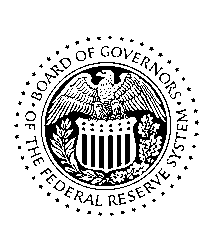 BOARD OF GOVERNORS
OF THE FEDERAL RESERVE SYSTEM